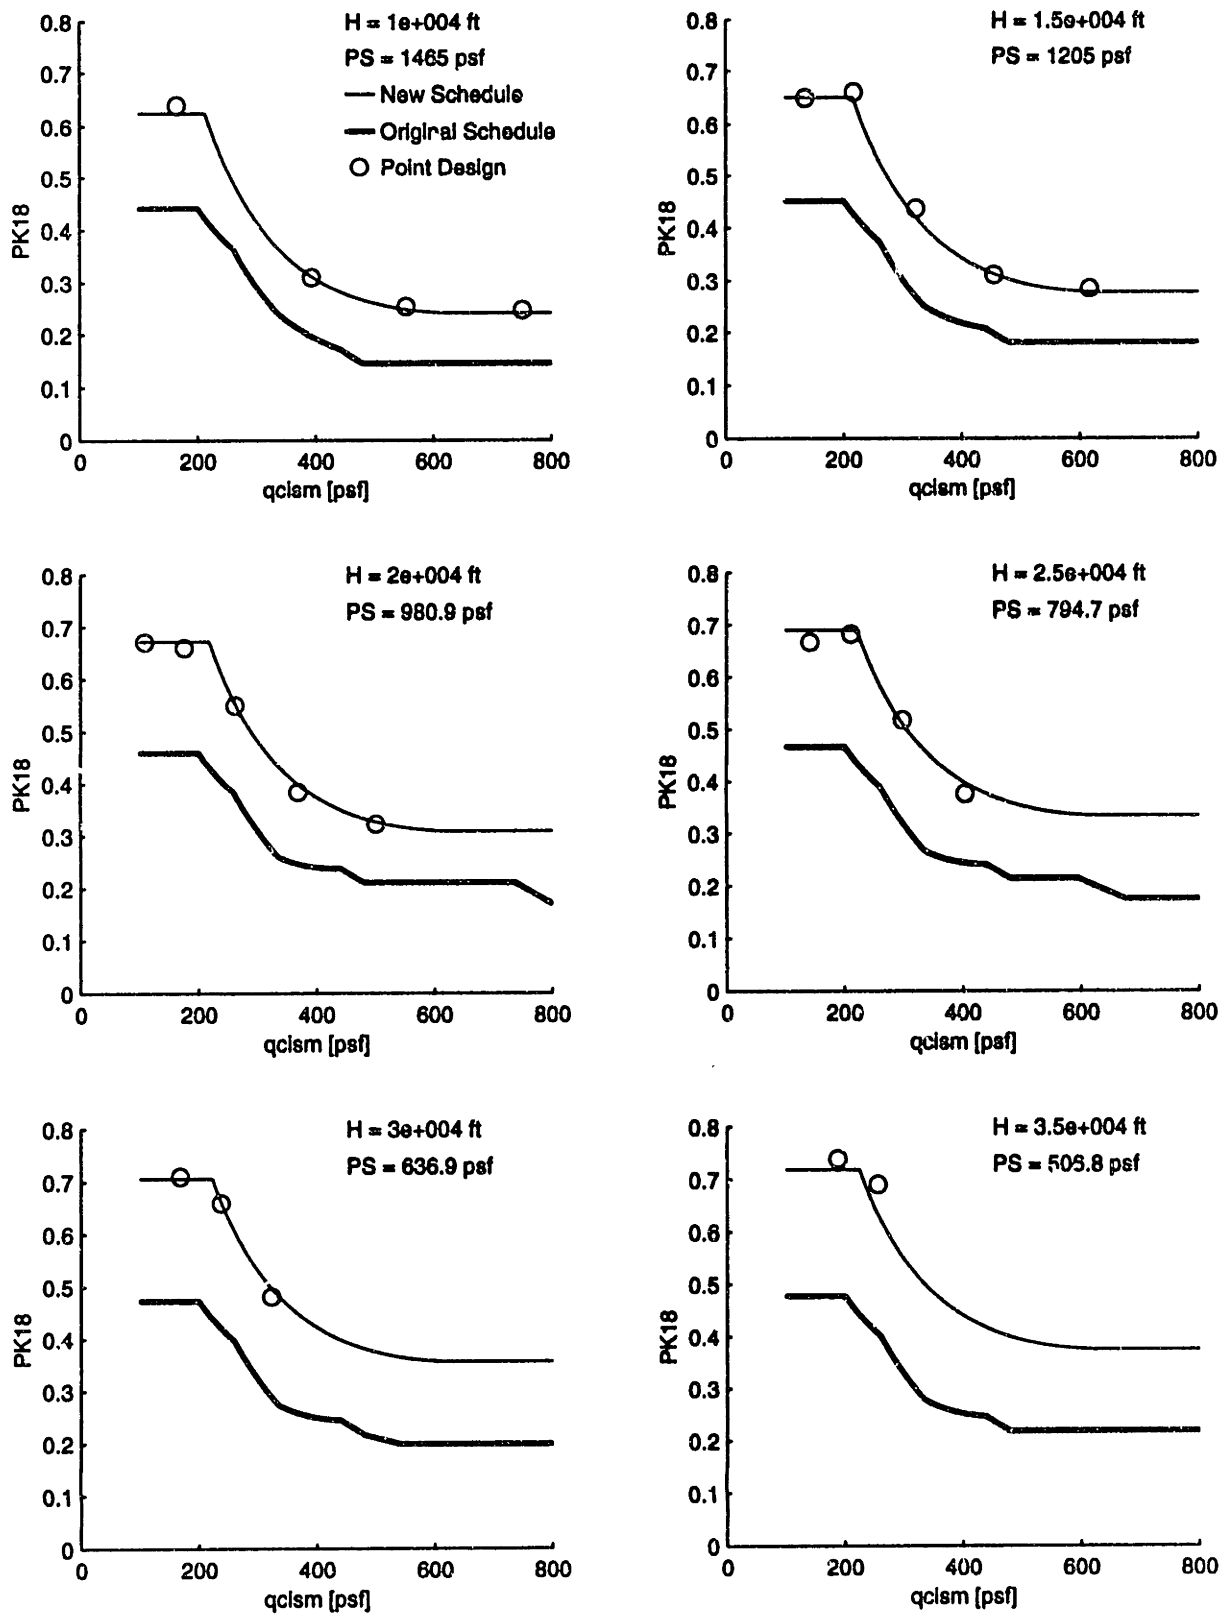 H = 1e+004 ft
PS = 1465 psf
New Schedule
Original Schedule
Point Design
0.8
0.7
0.6
0.5
0.4
0.3
0.2
0.1
0
PK18
0 200 400 600 800
qcism [psf]
H = 1.5e+004 ft
PS = 1205 psf
0.8
0.7
0.6
0.5
0.4
0.3
0.2
0.1
0
PK18
0 200 400 600 800
qcism [psf]
H = 2e+004 ft
PS = 980.9 psf
0.8
0.7
0.6
0.5
0.4
0.3
0.2
0.1
0
PK18
0 200 400 600 800
qcism [psf]
H = 2.5e+004 ft
PS = 794.7 psf
0.8
0.7
0.6
0.5
0.4
0.3
0.2
0.1
0
PK18
0 200 400 600 800
qcism [psf]
H = 3e+004 ft
PS = 636.9 psf
0.8
0.7
0.6
0.5
0.4
0.3
0.2
0.1
0
PK18
0 200 400 600 800
qcism [psf]
H = 3.5e+004 ft
PS = 506.8 psf
0.8
0.7
0.6
0.5
0.4
0.3
0.2
0.1
0
PK18
0 200 400 600 800
qcism [psf]